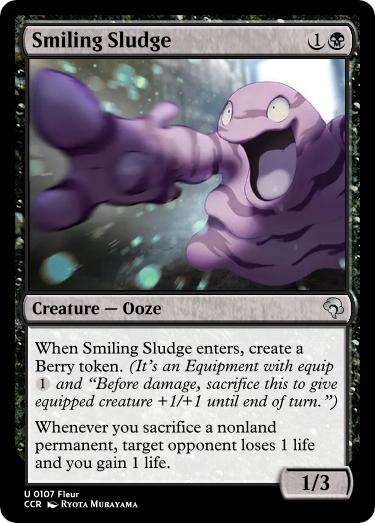 Smiling Sludge 1
Creature — Ooze
When Smiling Sludge enters, create a
Berry token. (It's an Equipment with equip
1 and “Before damage, sacrifice this to give
equipped creature +1/+1 until end of turn.”)
Whenever you sacrifice a nonland
permanent, target opponent loses 1 life
and you gain 1 life.
1/3
U 0107 Fleur
CCR Ryota Murayama